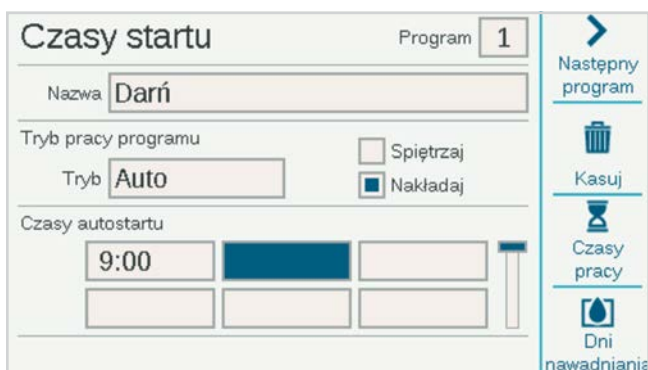 Czasy startu
Program 1
Nazwa Darń
Tryb pracy programu
Tryb Auto
Spiętrzaj
Nakładaj
Czasy autostartu
9:00
Następny
program
Kasuj
Czasy
pracy
Dni
nawadniania